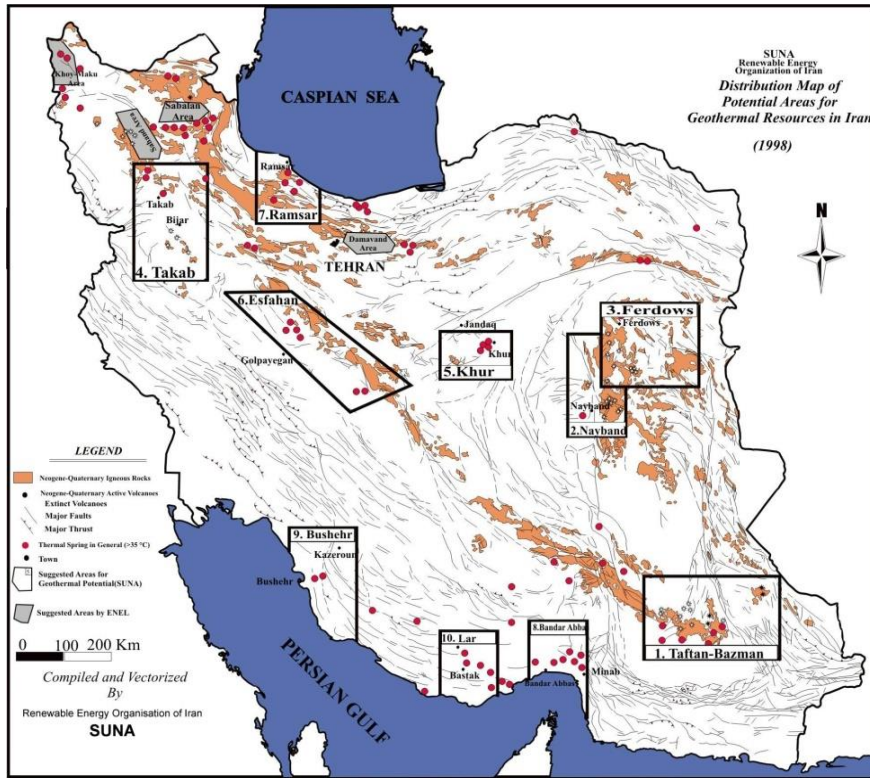 SUNA
Renewable Energy
Organization of Iran
Distribution Map of
Potential Areas for
Geothermal Resources in Iran
(1998)
N
CASPIAN SEA
Khoy-Maku
Area
Sabalan
Area
Sahand Area
Ramsar
7.Ramsar
Takab
Bijar
4. Takab
Damavand
Area
TEHRAN
6.Esfahan
Golpayegan
Jandaq
Khur
5.Khur
3.Ferdows
Ferdows
Nayband
2.Nayband
LEGEND
Neogene-Quaternary Igneous Rocks
Neogene-Quaternary Active Volcanoes
Extinct Volcanoes
Major Faults
Major Thrust
Thermal Spring in General (>35 °C)
Town
Suggested Areas for
Geothermal Potential(SUNA)
Suggested Areas by ENEL
0 100 200 Km
Compiled and Vectorized
By
Renewable Energy Organisation of Iran
SUNA
9. Bushehr
Kazeroun
Bushehr
PERSIAN GULF
10. Lar
Bastak
8.Bandar Abba
Bandar Abbas
Minab
1. Taftan-Bazman